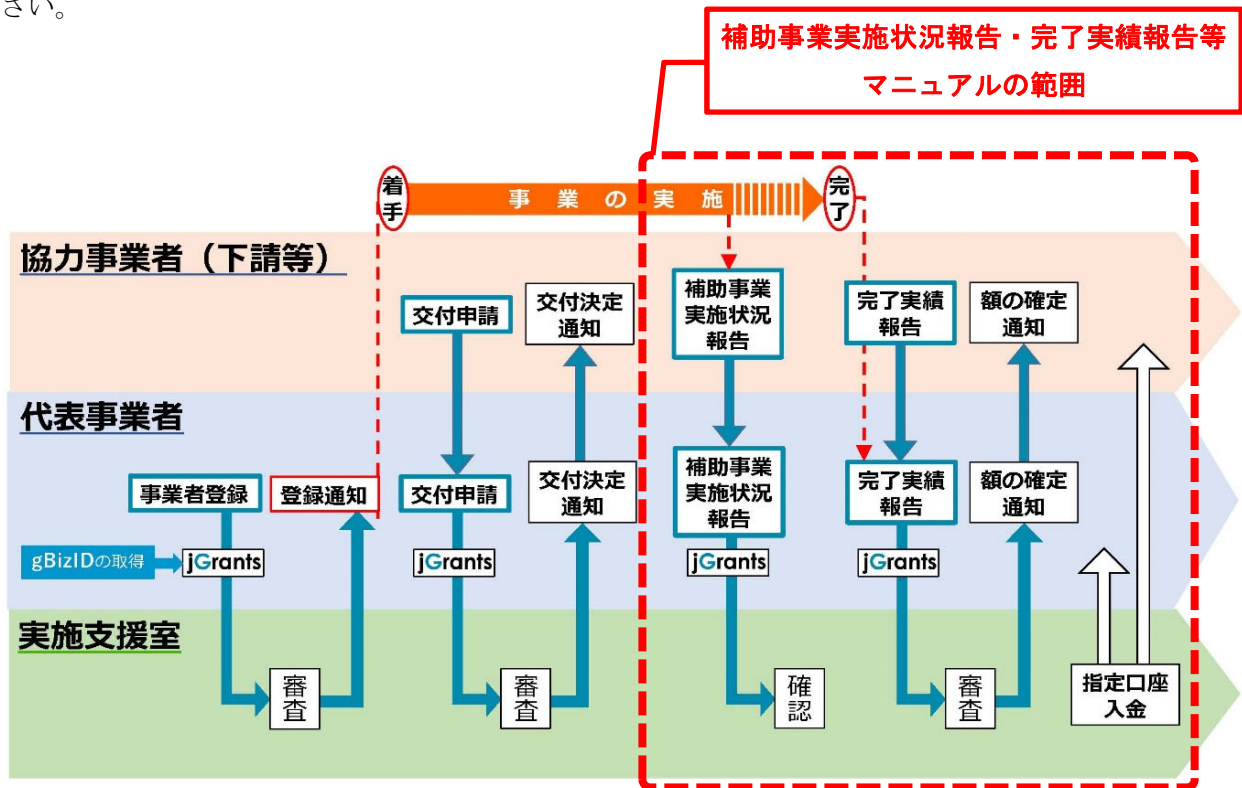 さい。
補助事業実施状況報告・完了実績報告等
マニュアルの範囲
着
手
事業の実施
完
了
協力事業者（下請等）
交付申請
交付決定
通知
補助事業
実施状況
報告
完了実績
報告
額の確定
通知
代表事業者
事業者登録
登録通知
交付申請
交付決定
通知
補助事業
実施状況
報告
完了実績
報告
額の確定
通知
gBizIDの取得
jGrants
jGrants
jGrants
jGrants
実施支援室
審
査
審
査
確
認
審
査
指定口座
入金